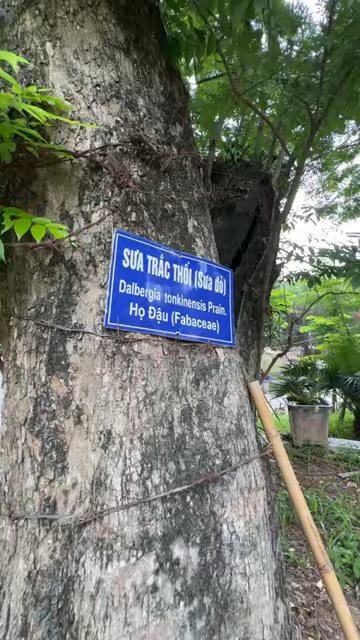 SƯA TRẮC THỐI (Sưa đỏ)
Dalbergia tonkinensis Prain.
Họ Đậu (Fabaceae)